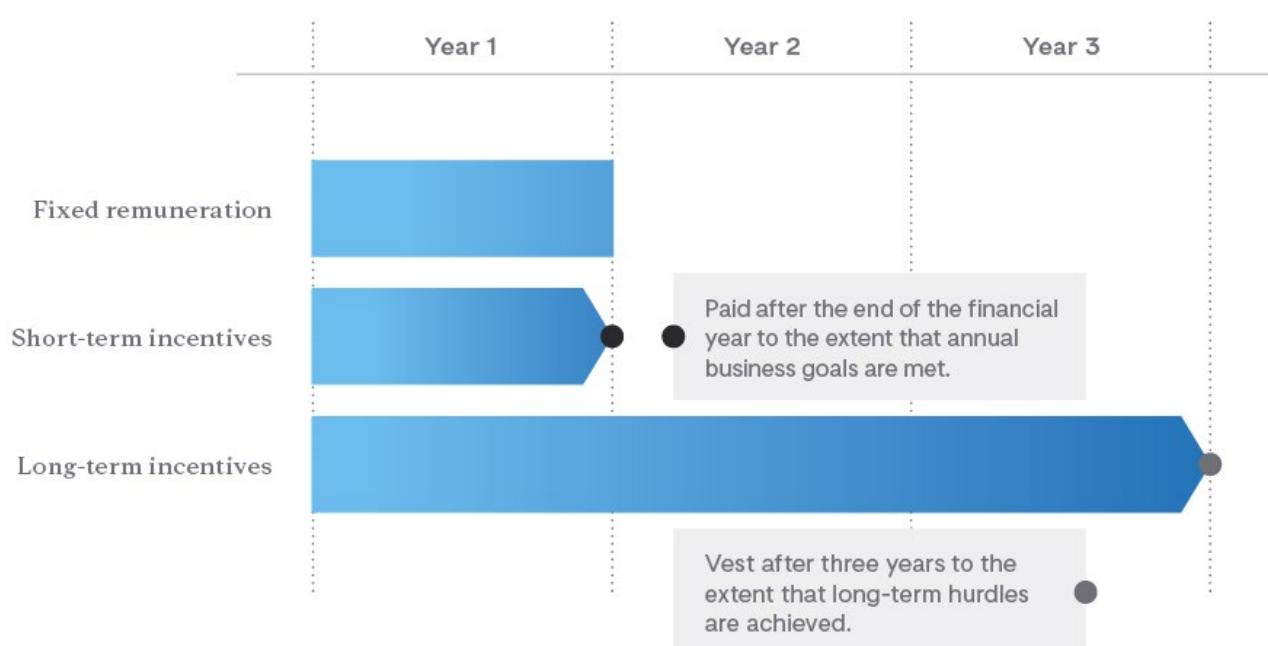 Year 1 Year 2 Year 3
Fixed remuneration
Short-term incentives
Paid after the end of the financial
year to the extent that annual
business goals are met.
Long-term incentives
Vest after three years to the
extent that long-term hurdles
are achieved.